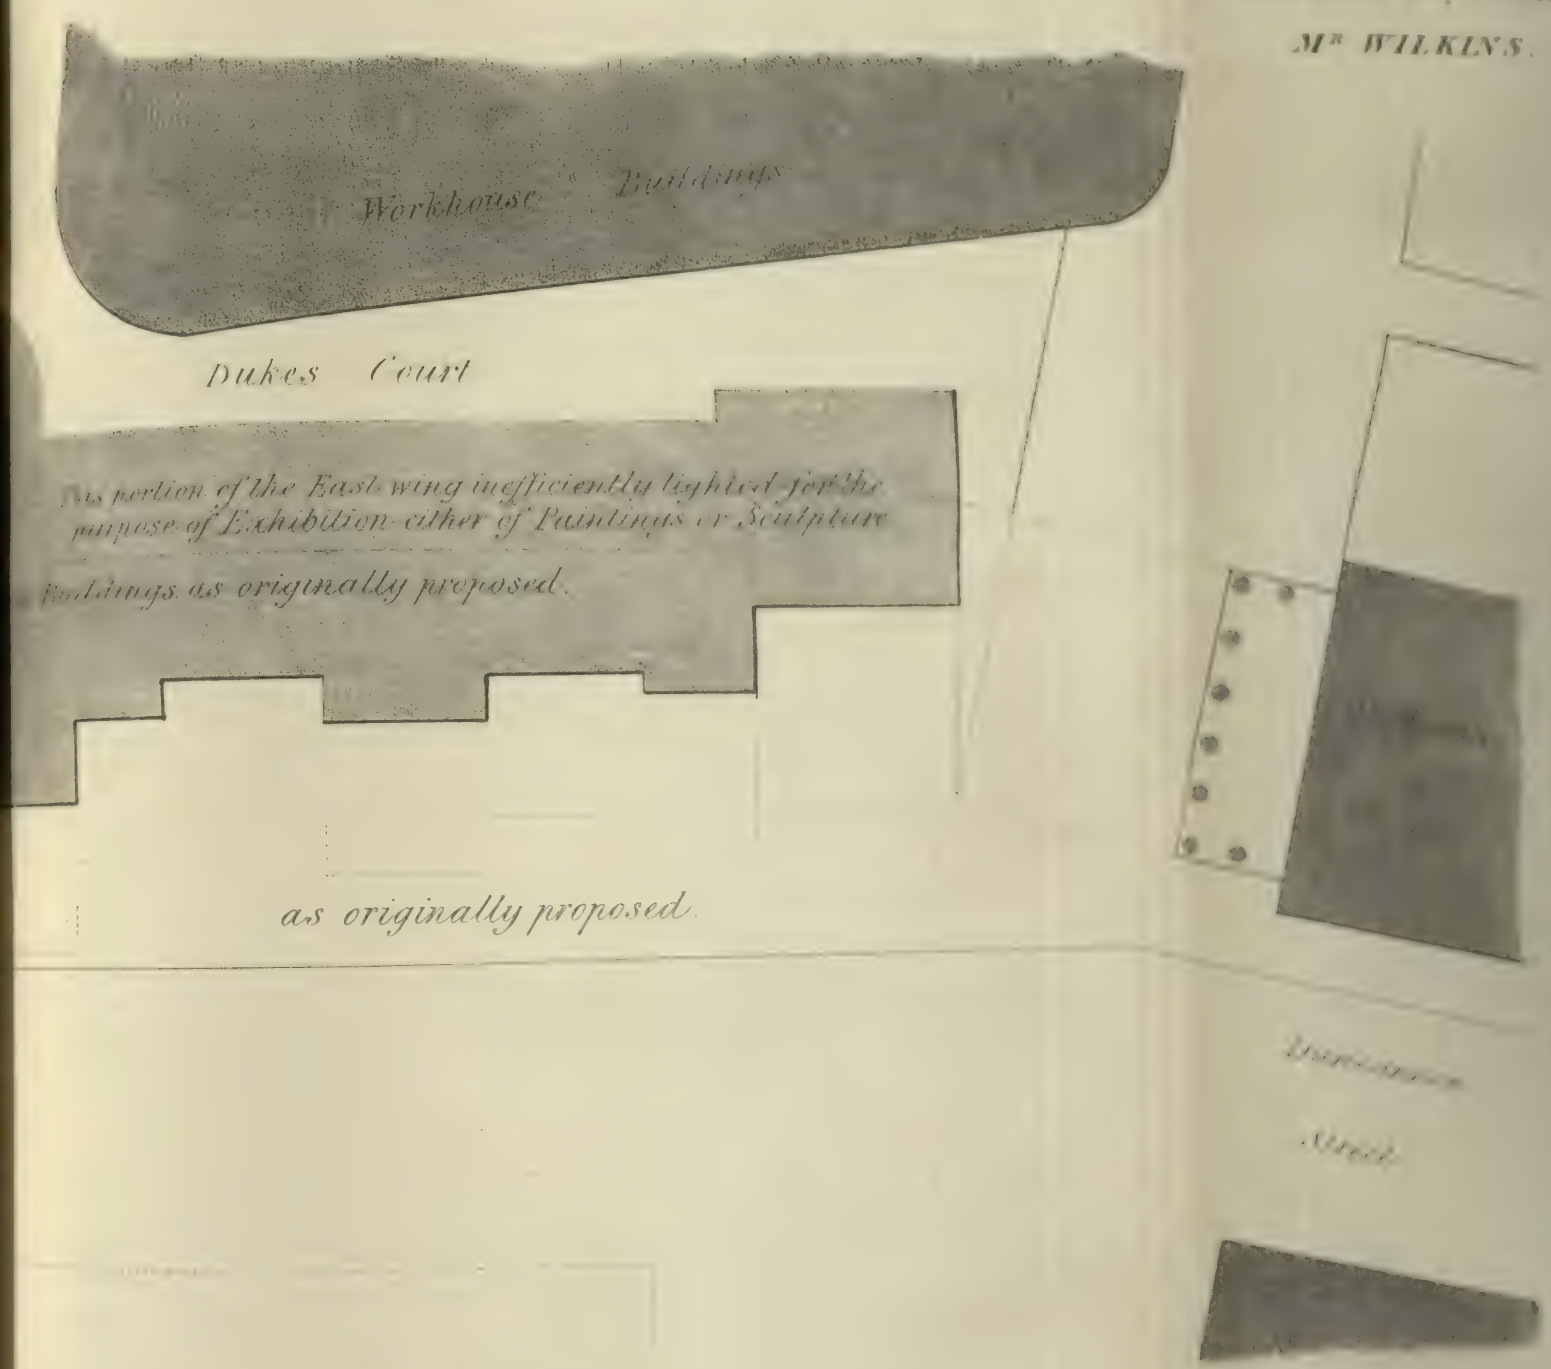 MR WILKINS.
Workhouse Buildings
Dukes Court
This portion of the East wing inefficiently lighted for the
purpose of Exhibition either of Paintings or Sculpture
Buildings as originally proposed.
as originally proposed.
Duncannon
Street